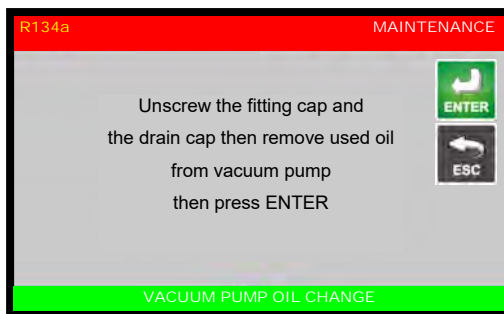 R134a MAINTENANCE
Unscrew the fitting cap and
the drain cap then remove used oil
from vacuum pump
then press ENTER
ENTER
ESC
VACUUM PUMP OIL CHANGE